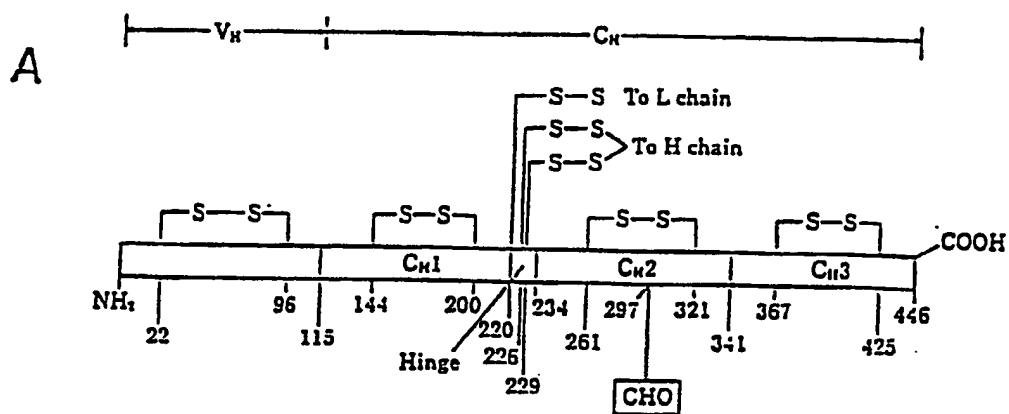 A
V_H C_H
S—S To L chain
S—S
To H chain
S—S
S—S S—S S—S S—S
C_H1 C_H2 C_H3 COOH
NH₂ 22 96 115 144 200 220 226 229 234 261 297 321 341 367 425 446
Hinge
CHO